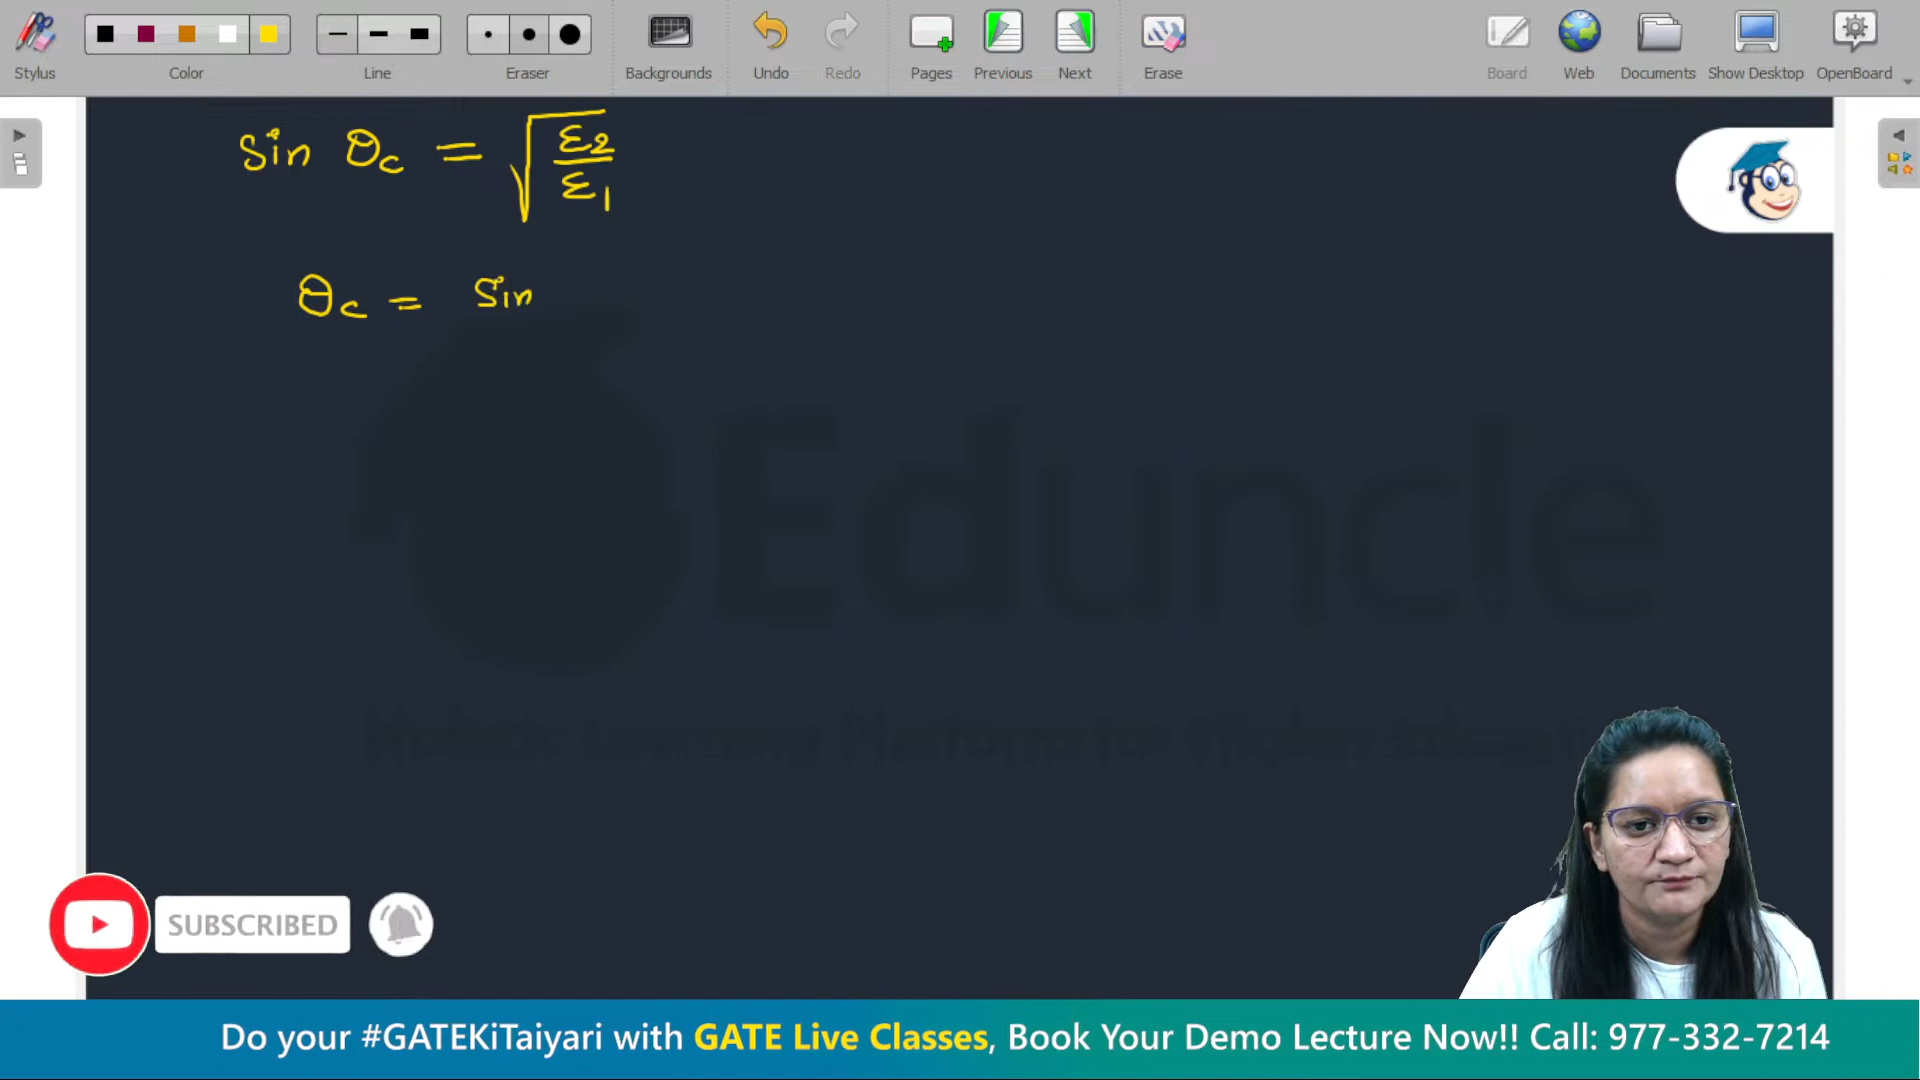 Stylus Color Line Eraser Backgrounds Undo Redo Pages Previous Next Erase Board Web Documents Show Desktop OpenBoard
sin θc = √ε2/ε1
θc = sin
Eduncle
SUBSCRIBED
Do your #GATEKiTaiyari with GATE Live Classes, Book Your Demo Lecture Now!! Call: 977-332-7214